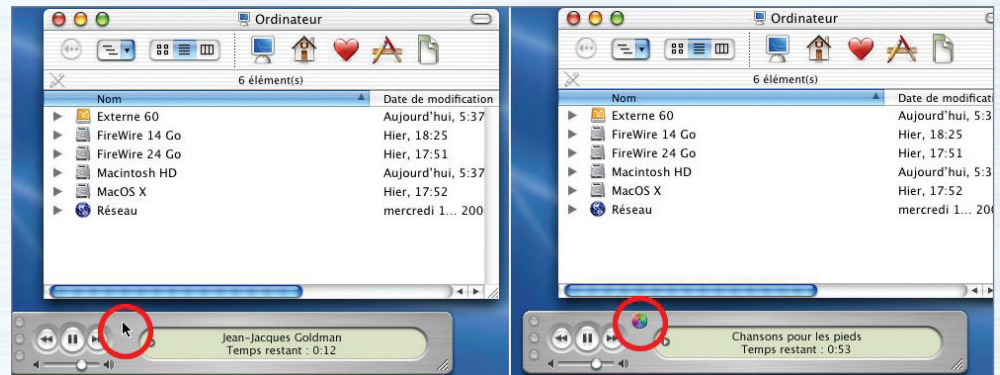 Ordinateur
6 élément(s)
Nom Date de modification
Externe 60 Aujourd'hui, 5:37
FireWire 14 Go Hier, 18:25
FireWire 24 Go Hier, 17:51
Macintosh HD Aujourd'hui, 5:37
MacOS X Hier, 17:52
Réseau mercredi 1... 200
Jean-Jacques Goldman
Temps restant : 0:12
Ordinateur
6 élément(s)
Nom Date de modificati
Externe 60 Aujourd'hui, 5:3
FireWire 14 Go Hier, 18:25
FireWire 24 Go Hier, 17:51
Macintosh HD Aujourd'hui, 5:3
MacOS X Hier, 17:52
Réseau mercredi 1... 20
Chansons pour les pieds
Temps restant : 0:53